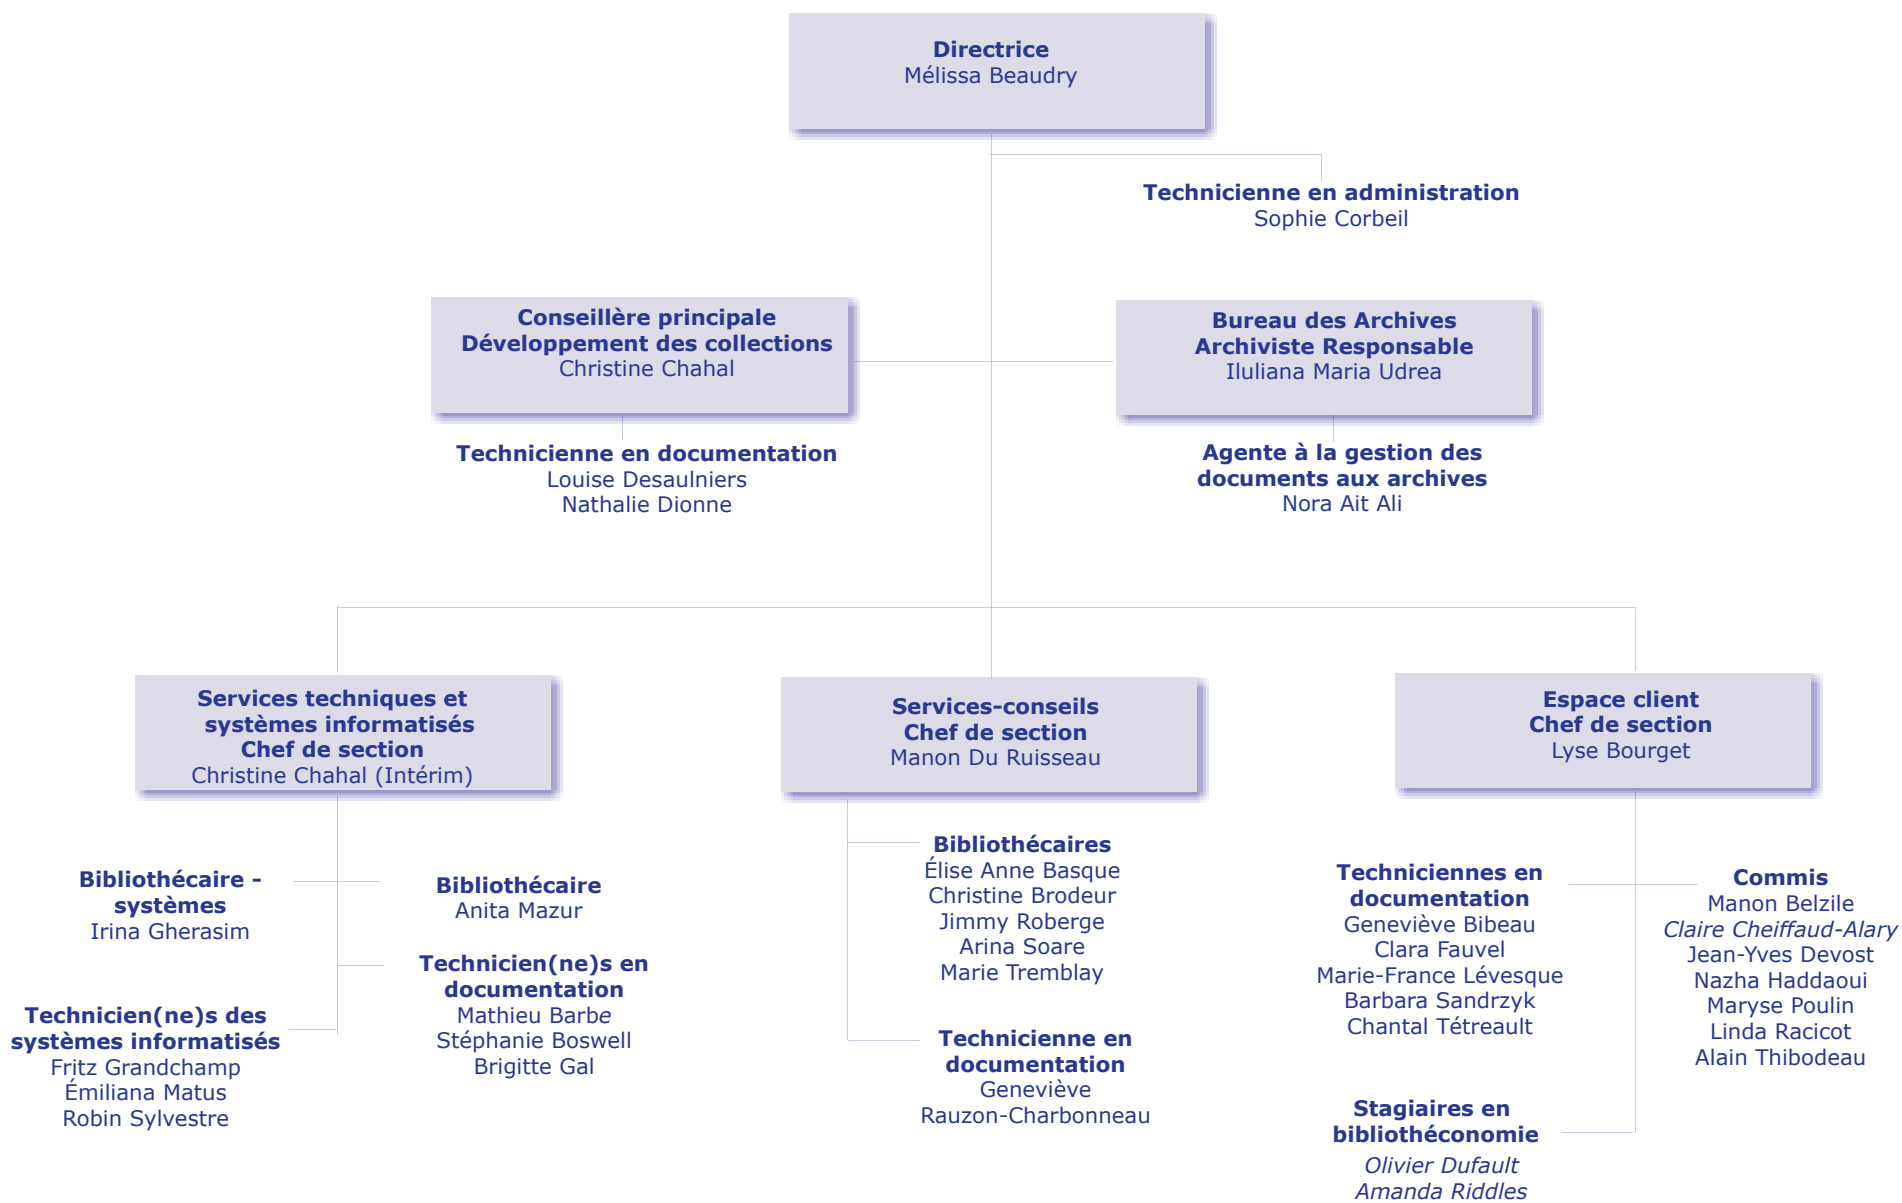 Directrice
Mélissa Beaudry
Technicienne en administration
Sophie Corbeil
Conseillère principale
Développement des collections
Christine Chahal
Technicienne en documentation
Louise Desaulniers
Nathalie Dionne
Bureau des Archives
Archiviste Responsable
Iluliana Maria Udrea
Agente à la gestion des
documents aux archives
Nora Ait Ali
Services techniques et
systèmes informatisés
Chef de section
Christine Chahal (Intérim)
Bibliothécaire -
systèmes
Irina Gherasim
Technicien(ne)s des
systèmes informatisés
Fritz Grandchamp
Émiliana Matus
Robin Sylvestre
Bibliothécaire
Anita Mazur
Technicien(ne)s en
documentation
Mathieu Barbe
Stéphanie Boswell
Brigitte Gal
Services-conseils
Chef de section
Manon Du Ruisseau
Bibliothécaires
Élise Anne Basque
Christine Brodeur
Jimmy Roberge
Arina Soare
Marie Tremblay
Technicienne en
documentation
Geneviève
Rauzon-Charbonneau
Espace client
Chef de section
Lyse Bourget
Techniciennes en
documentation
Geneviève Bibeau
Clara Fauvel
Marie-France Lévesque
Barbara Sandrzyk
Chantal Tétreault
Stagiaires en
bibliothéconomie
Olivier Dufault
Amanda Riddles
Commis
Manon Belzile
Claire Cheiffaud-Alary
Jean-Yves Devost
Nazha Haddaoui
Maryse Poulin
Linda Racicot
Alain Thibodeau